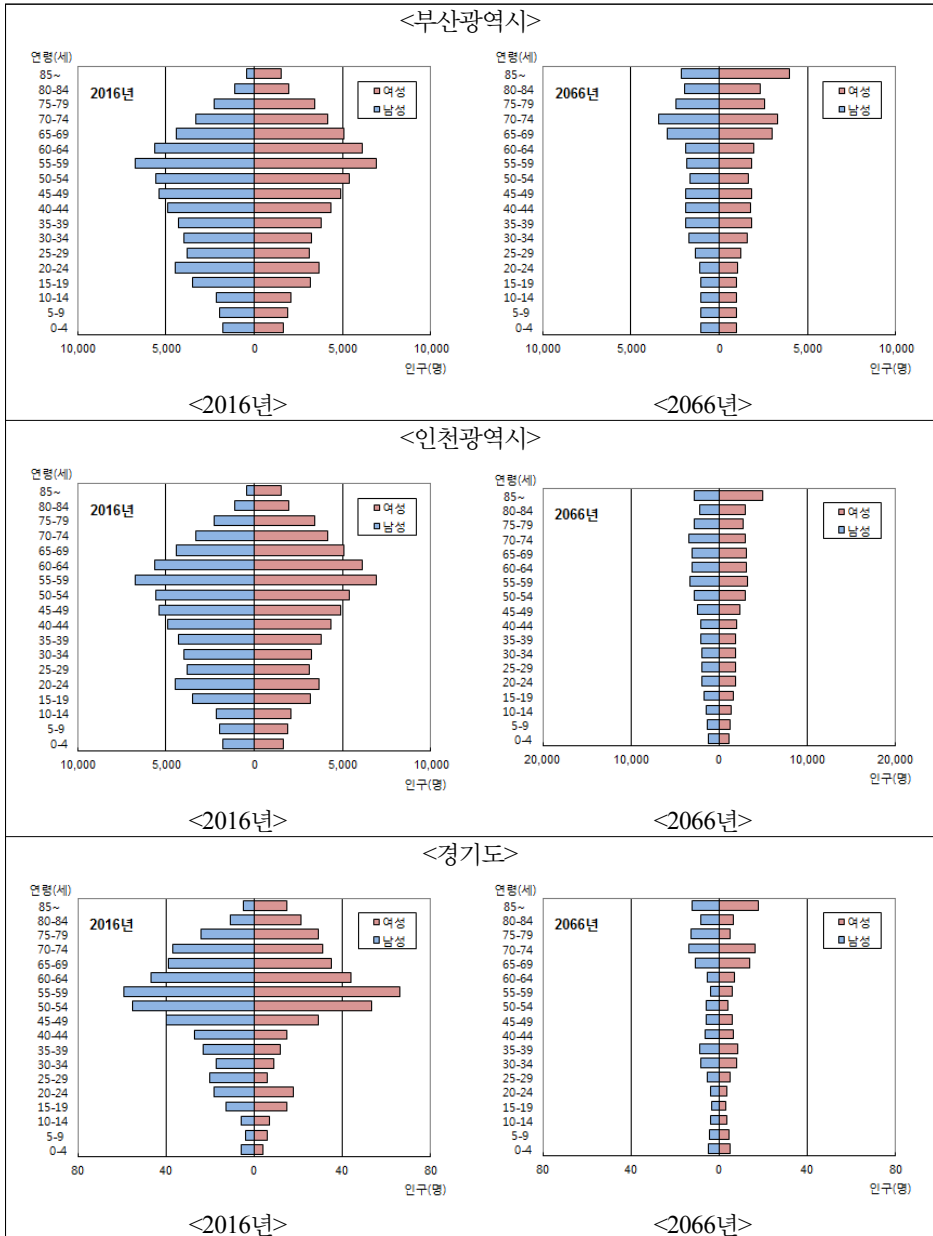 <부산광역시>
연령(세)
2016년
여성
남성
85~
80-84
75-79
70-74
65-69
60-64
55-59
50-54
45-49
40-44
35-39
30-34
25-29
20-24
15-19
10-14
5-9
0-4
10,000 5,000 0 5,000 10,000
인구(명)
<2016년>
연령(세)
2066년
여성
남성
85~
80-84
75-79
70-74
65-69
60-64
55-59
50-54
45-49
40-44
35-39
30-34
25-29
20-24
15-19
10-14
5-9
0-4
10,000 5,000 0 5,000 10,000
인구(명)
<2066년>
<인천광역시>
연령(세)
2016년
여성
남성
85~
80-84
75-79
70-74
65-69
60-64
55-59
50-54
45-49
40-44
35-39
30-34
25-29
20-24
15-19
10-14
5-9
0-4
10,000 5,000 0 5,000 10,000
인구(명)
<2016년>
연령(세)
2066년
여성
남성
85~
80-84
75-79
70-74
65-69
60-64
55-59
50-54
45-49
40-44
35-39
30-34
25-29
20-24
15-19
10-14
5-9
0-4
20,000 10,000 0 10,000 20,000
인구(명)
<2066년>
<경기도>
연령(세)
2016년
여성
남성
85~
80-84
75-79
70-74
65-69
60-64
55-59
50-54
45-49
40-44
35-39
30-34
25-29
20-24
15-19
10-14
5-9
0-4
80 40 0 40 80
인구(명)
<2016년>
연령(세)
2066년
여성
남성
85~
80-84
75-79
70-74
65-69
60-64
55-59
50-54
45-49
40-44
35-39
30-34
25-29
20-24
15-19
10-14
5-9
0-4
80 40 0 40 80
인구(명)
<2066년>